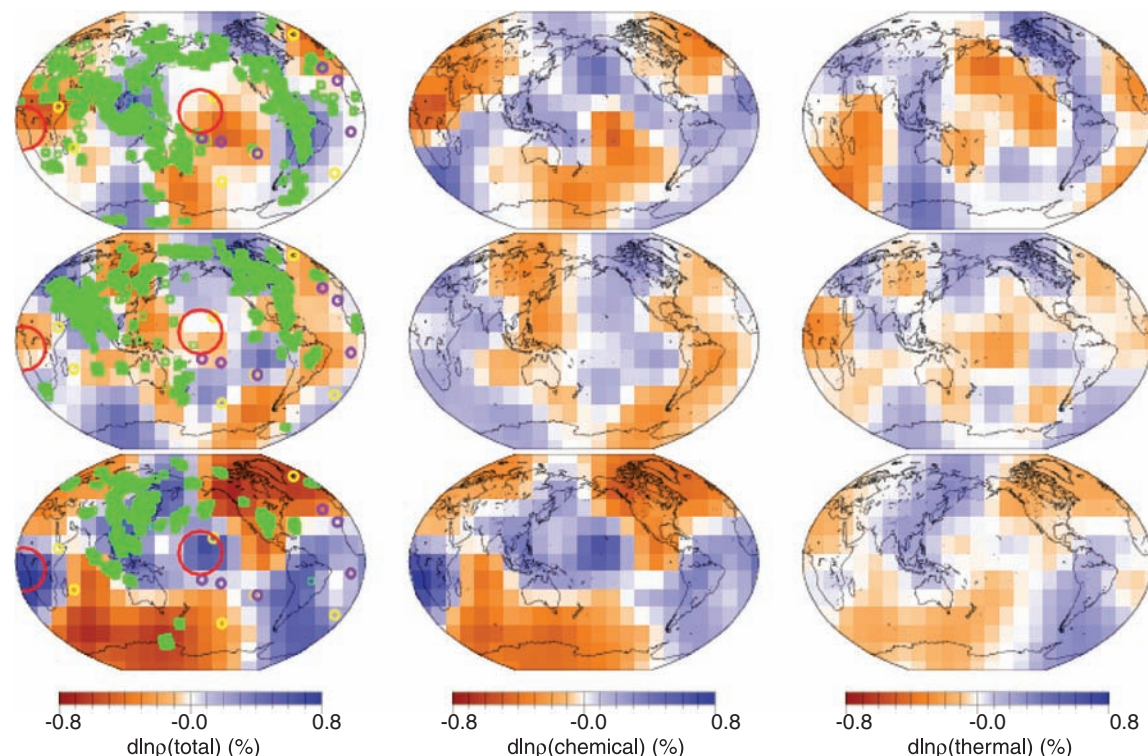 -0.8 -0.0 0.8 -0.8 -0.0 0.8 -0.8 -0.0 0.8
dlnρ(total) (%) dlnρ(chemical) (%) dlnρ(thermal) (%)